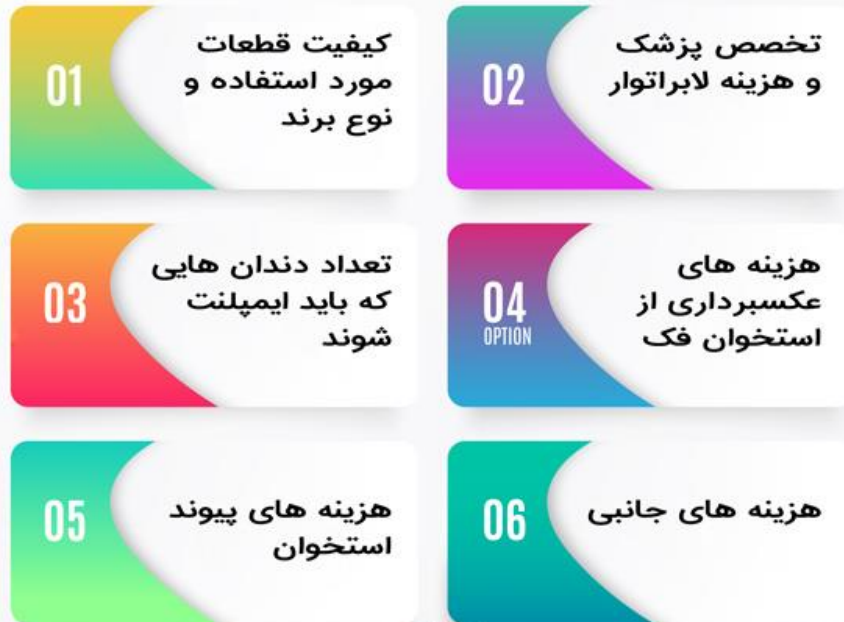 01
کیفیت قطعات
مورد استفاده و
نوع برند
02
تخصص پزشک
و هزینه لابراتوار
03
تعداد دندان هایی
که باید ایمپلنت
شوند
04
OPTION
هزینه های
عکسبرداری از
استخوان فک
05
هزینه های پیوند
استخوان
06
هزینه های جانبی